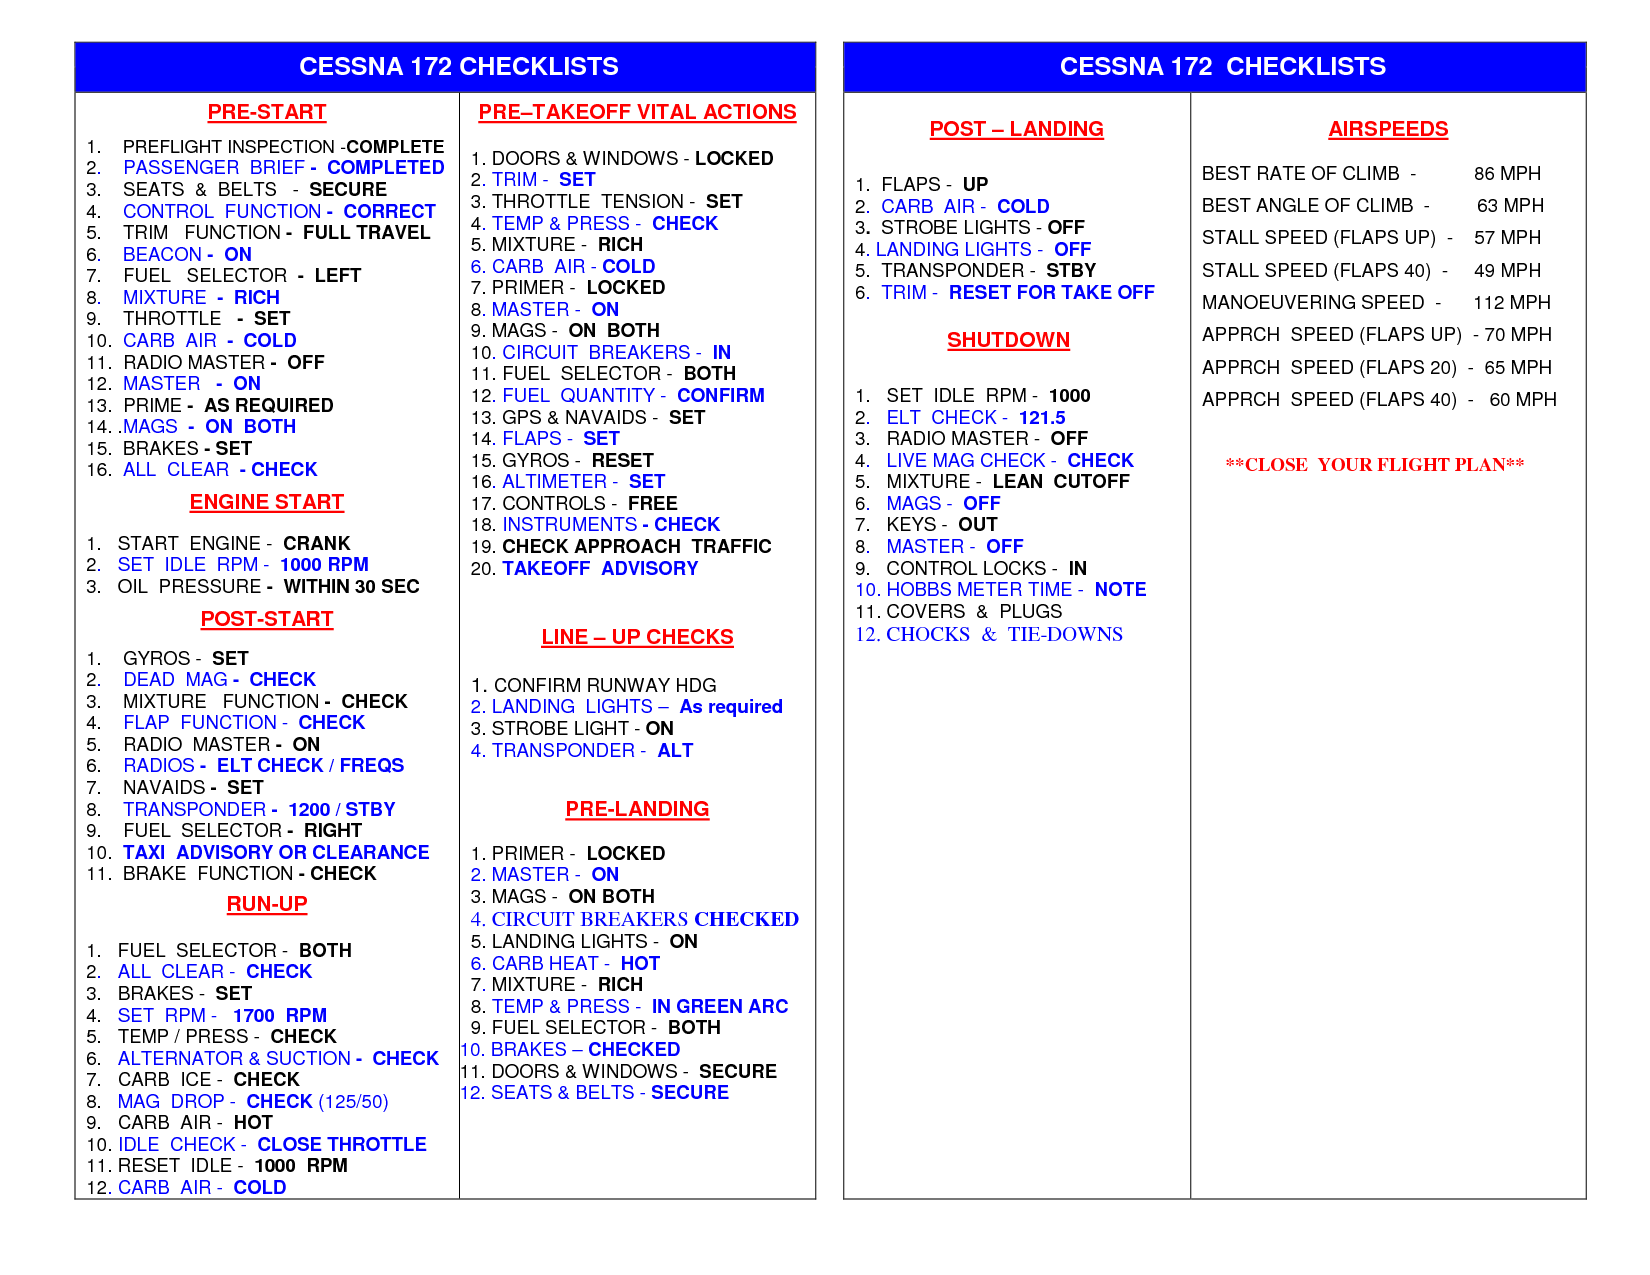 CESSNA 172 CHECKLISTS
PRE-START
1. PREFLIGHT INSPECTION -COMPLETE
2. PASSENGER BRIEF - COMPLETED
3. SEATS & BELTS - SECURE
4. CONTROL FUNCTION - CORRECT
5. TRIM FUNCTION - FULL TRAVEL
6. BEACON - ON
7. FUEL SELECTOR - LEFT
8. MIXTURE - RICH
9. THROTTLE - SET
10. CARB AIR - COLD
11. RADIO MASTER - OFF
12. MASTER - ON
13. PRIME - AS REQUIRED
14. .MAGS - ON BOTH
15. BRAKES - SET
16. ALL CLEAR - CHECK
ENGINE START
1. START ENGINE - CRANK
2. SET IDLE RPM - 1000 RPM
3. OIL PRESSURE - WITHIN 30 SEC
POST-START
1. GYROS - SET
2. DEAD MAG - CHECK
3. MIXTURE FUNCTION - CHECK
4. FLAP FUNCTION - CHECK
5. RADIO MASTER - ON
6. RADIOS - ELT CHECK / FREQS
7. NAVAIDS - SET
8. TRANSPONDER - 1200 / STBY
9. FUEL SELECTOR - RIGHT
10. TAXI ADVISORY OR CLEARANCE
11. BRAKE FUNCTION - CHECK
RUN-UP
1. FUEL SELECTOR - BOTH
2. ALL CLEAR - CHECK
3. BRAKES - SET
4. SET RPM - 1700 RPM
5. TEMP / PRESS - CHECK
6. ALTERNATOR & SUCTION - CHECK
7. CARB ICE - CHECK
8. MAG DROP - CHECK (125/50)
9. CARB AIR - HOT
10. IDLE CHECK - CLOSE THROTTLE
11. RESET IDLE - 1000 RPM
12. CARB AIR - COLD
PRE–TAKEOFF VITAL ACTIONS
1. DOORS & WINDOWS - LOCKED
2. TRIM - SET
3. THROTTLE TENSION - SET
4. TEMP & PRESS - CHECK
5. MIXTURE - RICH
6. CARB AIR - COLD
7. PRIMER - LOCKED
8. MASTER - ON
9. MAGS - ON BOTH
10. CIRCUIT BREAKERS - IN
11. FUEL SELECTOR - BOTH
12. FUEL QUANTITY - CONFIRM
13. GPS & NAVAIDS - SET
14. FLAPS - SET
15. GYROS - RESET
16. ALTIMETER - SET
17. CONTROLS - FREE
18. INSTRUMENTS - CHECK
19. CHECK APPROACH TRAFFIC
20. TAKEOFF ADVISORY
LINE – UP CHECKS
1. CONFIRM RUNWAY HDG
2. LANDING LIGHTS – As required
3. STROBE LIGHT - ON
4. TRANSPONDER - ALT
PRE-LANDING
1. PRIMER - LOCKED
2. MASTER - ON
3. MAGS - ON BOTH
4. CIRCUIT BREAKERS CHECKED
5. LANDING LIGHTS - ON
6. CARB HEAT - HOT
7. MIXTURE - RICH
8. TEMP & PRESS - IN GREEN ARC
9. FUEL SELECTOR - BOTH
10. BRAKES – CHECKED
11. DOORS & WINDOWS - SECURE
12. SEATS & BELTS - SECURE
CESSNA 172 CHECKLISTS
POST – LANDING
1. FLAPS - UP
2. CARB AIR - COLD
3. STROBE LIGHTS - OFF
4. LANDING LIGHTS - OFF
5. TRANSPONDER - STBY
6. TRIM - RESET FOR TAKE OFF
SHUTDOWN
1. SET IDLE RPM - 1000
2. ELT CHECK - 121.5
3. RADIO MASTER - OFF
4. LIVE MAG CHECK - CHECK
5. MIXTURE - LEAN CUTOFF
6. MAGS - OFF
7. KEYS - OUT
8. MASTER - OFF
9. CONTROL LOCKS - IN
10. HOBBS METER TIME - NOTE
11. COVERS & PLUGS
12. CHOCKS & TIE-DOWNS
AIRSPEEDS
BEST RATE OF CLIMB - 86 MPH
BEST ANGLE OF CLIMB - 63 MPH
STALL SPEED (FLAPS UP) - 57 MPH
STALL SPEED (FLAPS 40) - 49 MPH
MANOEUVERING SPEED - 112 MPH
APPRCH SPEED (FLAPS UP) - 70 MPH
APPRCH SPEED (FLAPS 20) - 65 MPH
APPRCH SPEED (FLAPS 40) - 60 MPH
**CLOSE YOUR FLIGHT PLAN**